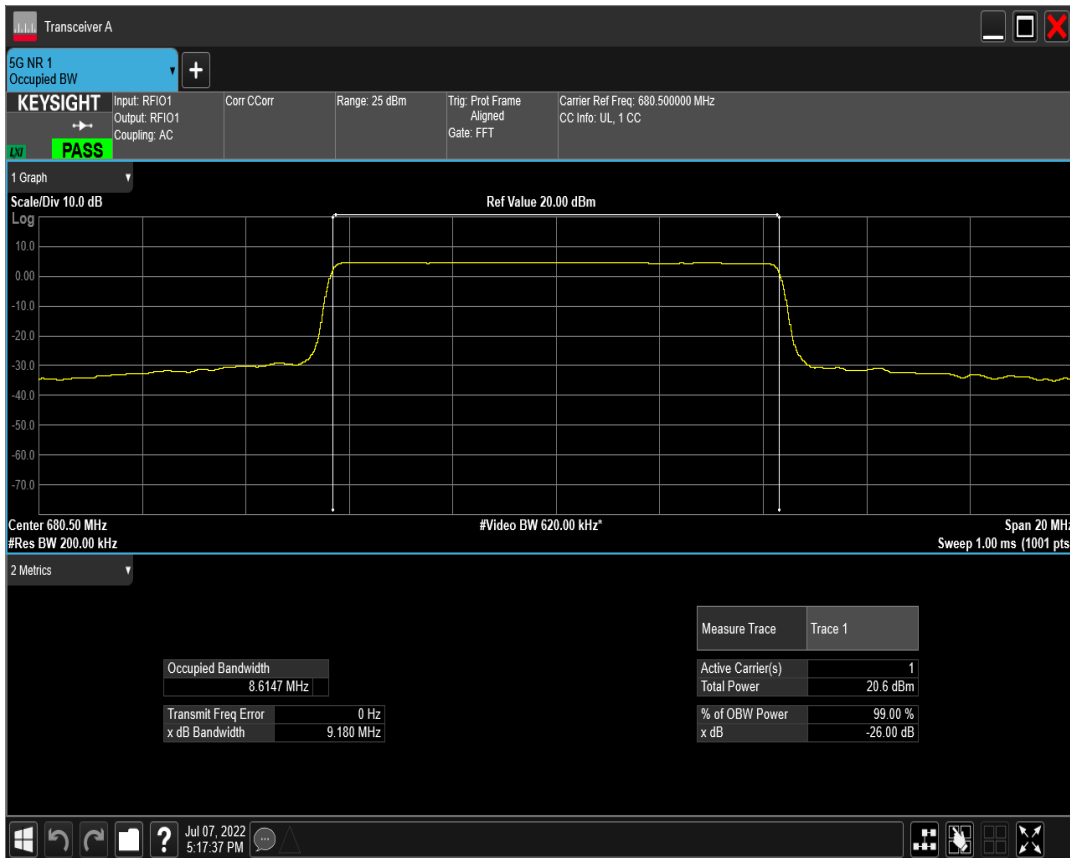 Transceiver A
5G NR 1
Occupied BW
+
KEYSIGHT
Input: RFIO1
Output: RFIO1
Coupling: AC
Corr CCorr
Range: 25 dBm
Trig: Prot Frame
Aligned
Gate: FFT
Carrier Ref Freq: 680.500000 MHz
CC Info: UL, 1 CC
LXI
PASS
1 Graph
Scale/Div 10.0 dB
Ref Value 20.00 dBm
Log
10.0
0.00
-10.0
-20.0
-30.0
-40.0
-50.0
-60.0
-70.0
Center 680.50 MHz
#Video BW 620.00 kHz*
Span 20 MHz
#Res BW 200.00 kHz
Sweep 1.00 ms (1001 pts
2 Metrics
Measure Trace Trace 1
Occupied Bandwidth
8.6147 MHz
Active Carrier(s) 1
Total Power 20.6 dBm
Transmit Freq Error 0 Hz
x dB Bandwidth 9.180 MHz
% of OBW Power 99.00 %
x dB -26.00 dB
?
Jul 07, 2022
5:17:37 PM